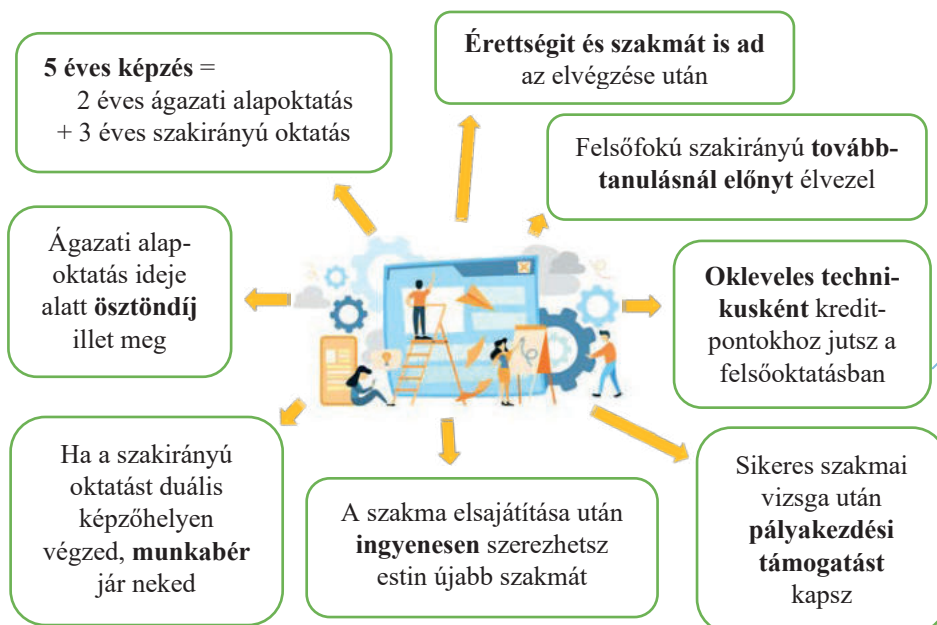 5 éves képzés =
2 éves ágazati alapoktatás
+ 3 éves szakirányú oktatás
Érettségit és szakmát is ad
az elvégzése után
Felsőfokú szakirányú tovább-
tanulásnál előnyt élvezel
Ágazati alap-
oktatás ideje
alatt ösztöndíj
illet meg
Okleveles techni-
kusként kredit-
pontokhoz jutsz a
felsőoktatásban
Ha a szakirányú
oktatást duális
képzőhelyen
végzed, munkabér
jár neked
A szakma elsajátítása után
ingyenesen szerezhetsz
estin újabb szakmát
Sikeres szakmai
vizsga után
pályakezdési
támogatást
kapsz